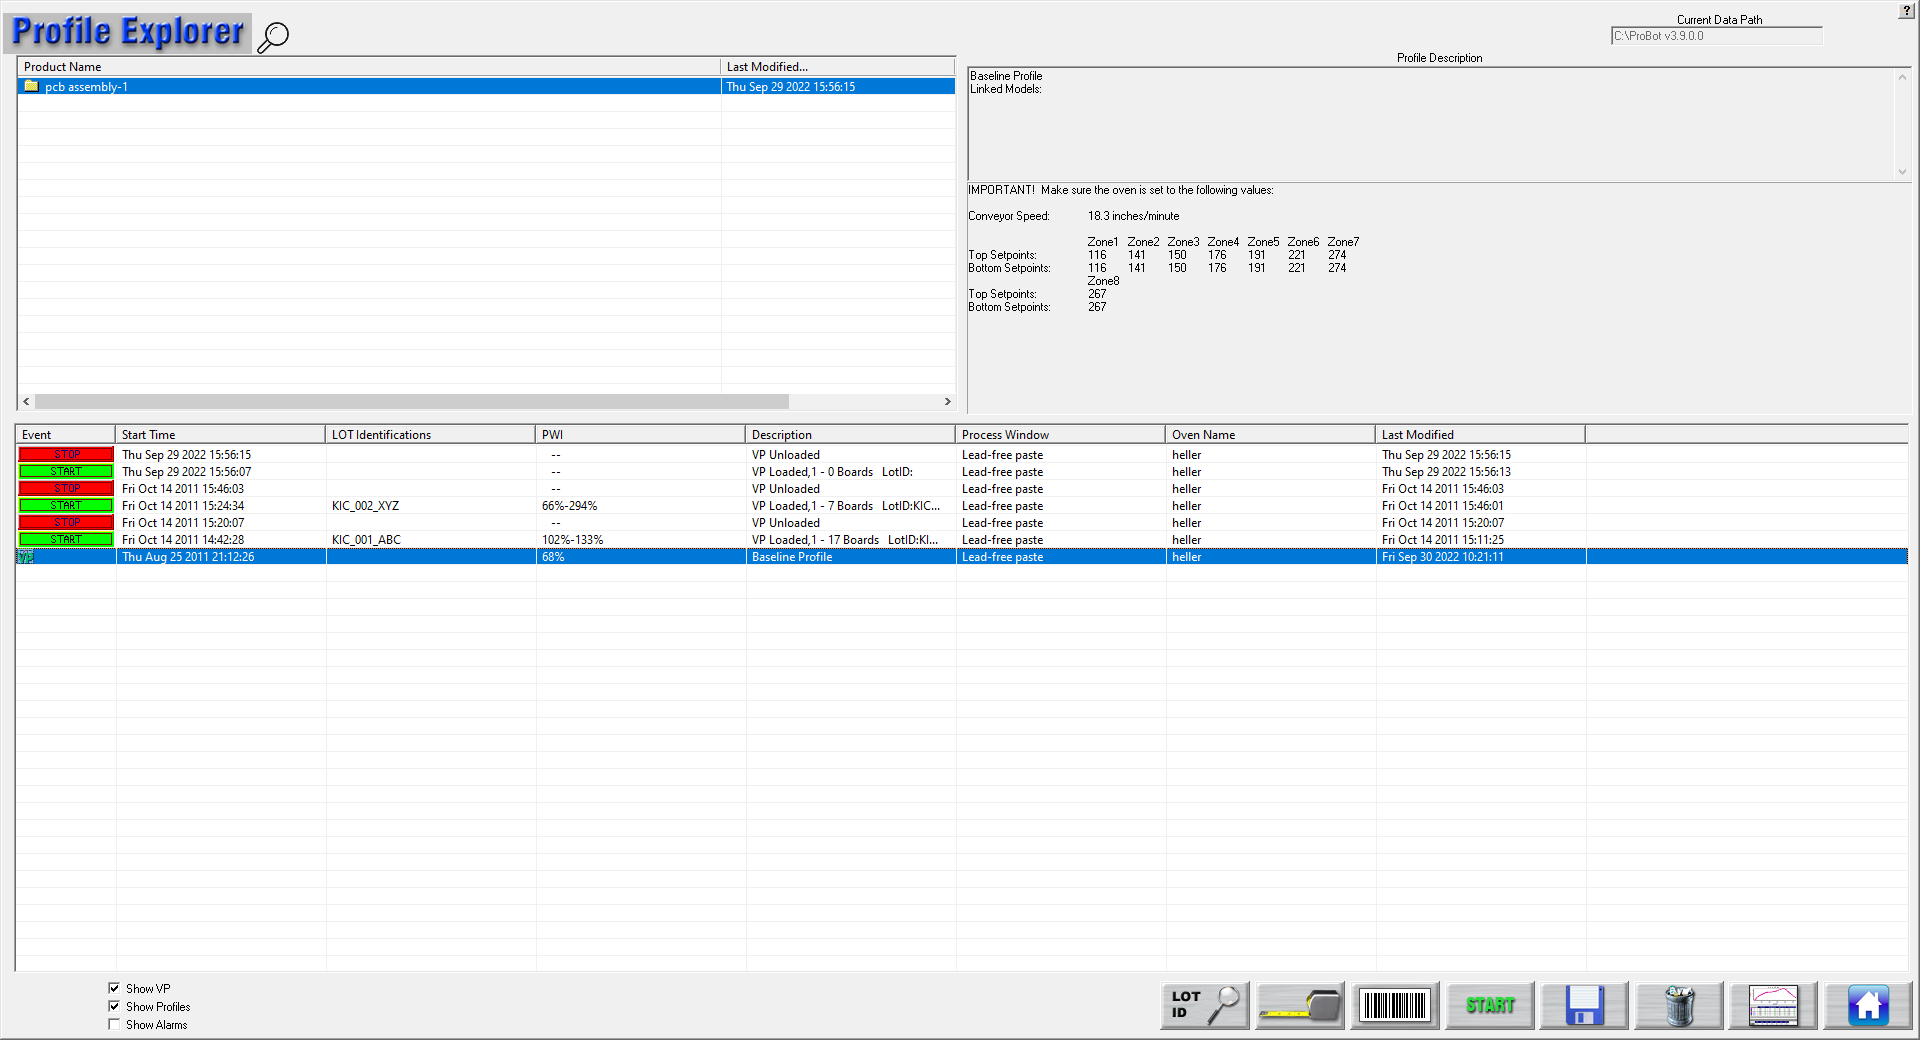 Profile Explorer
?
Current Data Path
C:\ProBot v3.9.0.0
Product Name Last Modified...
pcb assembly-1 Thu Sep 29 2022 15:56:15
Profile Description
Baseline Profile
Linked Models:
IMPORTANT! Make sure the oven is set to the following values:
Conveyor Speed: 18.3 inches/minute
Zone1 Zone2 Zone3 Zone4 Zone5 Zone6 Zone7
Top Setpoints: 116 141 150 176 191 221 274
Bottom Setpoints: 116 141 150 176 191 221 274
Zone8
Top Setpoints: 267
Bottom Setpoints: 267
Event Start Time LOT Identifications PWI Description Process Window Oven Name Last Modified
STOP Thu Sep 29 2022 15:56:15 -- VP Unloaded Lead-free paste heller Thu Sep 29 2022 15:56:15
START Thu Sep 29 2022 15:56:07 -- VP Loaded,1 - 0 Boards LotID: Lead-free paste heller Thu Sep 29 2022 15:56:13
STOP Fri Oct 14 2011 15:46:03 -- VP Unloaded Lead-free paste heller Fri Oct 14 2011 15:46:03
START Fri Oct 14 2011 15:24:34 KIC_002_XYZ 66%-294% VP Loaded,1 - 7 Boards LotID:KIC... Lead-free paste heller Fri Oct 14 2011 15:46:01
STOP Fri Oct 14 2011 15:20:07 -- VP Unloaded Lead-free paste heller Fri Oct 14 2011 15:20:07
START Fri Oct 14 2011 14:42:28 KIC_001_ABC 102%-133% VP Loaded,1 - 17 Boards LotID:KI... Lead-free paste heller Fri Oct 14 2011 15:11:25
Thu Aug 25 2011 21:12:26 68% Baseline Profile Lead-free paste heller Fri Sep 30 2022 10:21:11
Show VP
Show Profiles
Show Alarms
LOT
ID
START